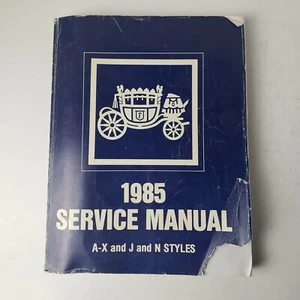 1985
SERVICE MANUAL
A-X and J and N STYLES